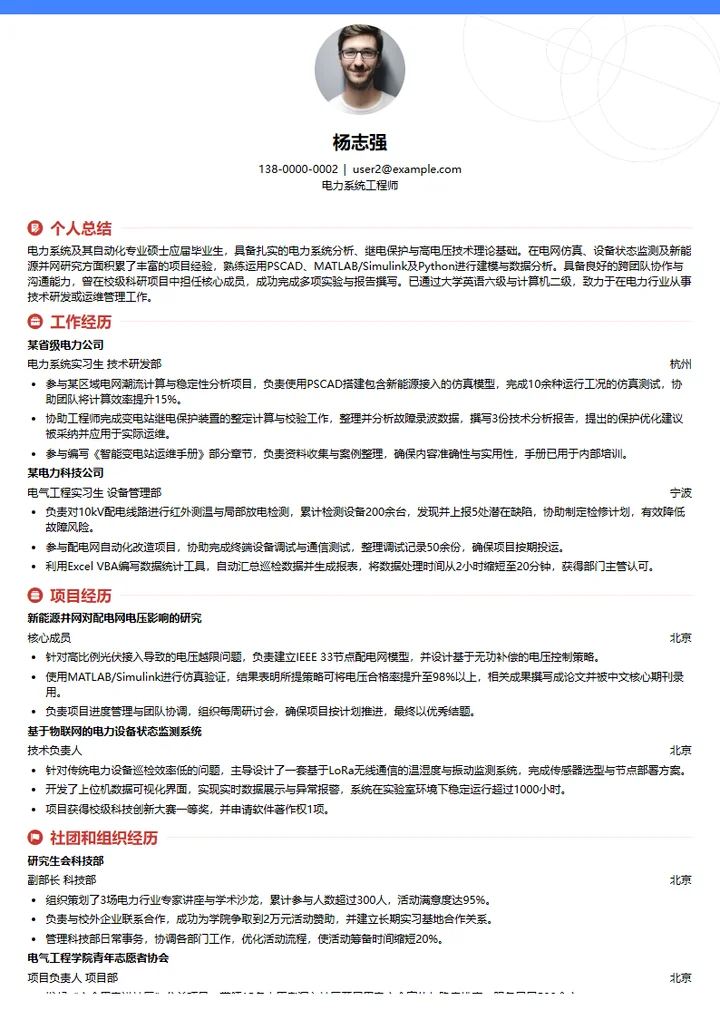 杨志强
138-0000-0002 | user2@example.com
电力系统工程师
个人总结
电力系统及其自动化专业硕士应届毕业生，具备扎实的电力系统分析、继电保护与高电压技术理论基础。在电网仿真、设备状态监测及新能
源并网研究方面积累了丰富的项目经验，熟练运用PSCAD、MATLAB/Simulink及Python进行建模与数据分析。具备良好的跨团队协作与
沟通能力，曾在校级科研项目中担任核心成员，成功完成多项实验与报告撰写。已通过大学英语六级与计算机二级，致力于在电力行业从事
技术研发或运维管理工作。
工作经历
某省级电力公司
电力系统实习生 技术研发部 杭州
• 参与某区域电网潮流计算与稳定性分析项目，负责使用PSCAD搭建包含新能源接入的仿真模型，完成10余种运行工况的仿真测试，协
助团队将计算效率提升15%。
• 协助工程师完成变电站继电保护装置的整定计算与校验工作，整理并分析故障录波数据，撰写3份技术分析报告，提出的保护优化建议
被采纳并应用于实际运维。
• 参与编写《智能变电站运维手册》部分章节，负责资料收集与案例整理，确保内容准确性与实用性，手册已用于内部培训。
某电力科技公司
电气工程实习生 设备管理部 宁波
• 负责对10kV配电线路进行红外测温与局部放电检测，累计检测设备200余台，发现并上报5处潜在缺陷，协助制定检修计划，有效降低
故障风险。
• 参与配电网自动化改造项目，协助完成终端设备调试与通信测试，整理调试记录50余份，确保项目按期投运。
• 利用Excel VBA编写数据统计工具，自动汇总巡检数据并生成报表，将数据处理时间从2小时缩短至20分钟，获得部门主管认可。
项目经历
新能源并网对配电网电压影响的研究
核心成员 北京
• 针对高比例光伏接入导致的电压越限问题，负责建立IEEE 33节点配电网模型，并设计基于无功补偿的电压控制策略。
• 使用MATLAB/Simulink进行仿真验证，结果表明所提策略可将电压合格率提升至98%以上，相关成果撰写成论文并被中文核心期刊录
用。
• 负责项目进度管理与团队协调，组织每周研讨会，确保项目按计划推进，最终以优秀结题。
基于物联网的电力设备状态监测系统
技术负责人 北京
• 针对传统电力设备巡检效率低的问题，主导设计了一套基于LoRa无线通信的温湿度与振动监测系统，完成传感器选型与节点部署方案。
• 开发了上位机数据可视化界面，实现实时数据展示与异常报警，系统在实验室环境下稳定运行超过1000小时。
• 项目获得校级科技创新大赛一等奖，并申请软件著作权1项。
社团和组织经历
研究生会科技部
副部长 科技部 北京
• 组织策划了3场电力行业专家讲座与学术沙龙，累计参与人数超过300人，活动满意度达95%。
• 负责与校外企业联系合作，成功为学院争取到2万元活动赞助，并建立长期实习基地合作关系。
• 管理科技部日常事务，协调各部门工作，优化活动流程，使活动筹备时间缩短20%。
电气工程学院青年志愿者协会
项目负责人 项目部 北京